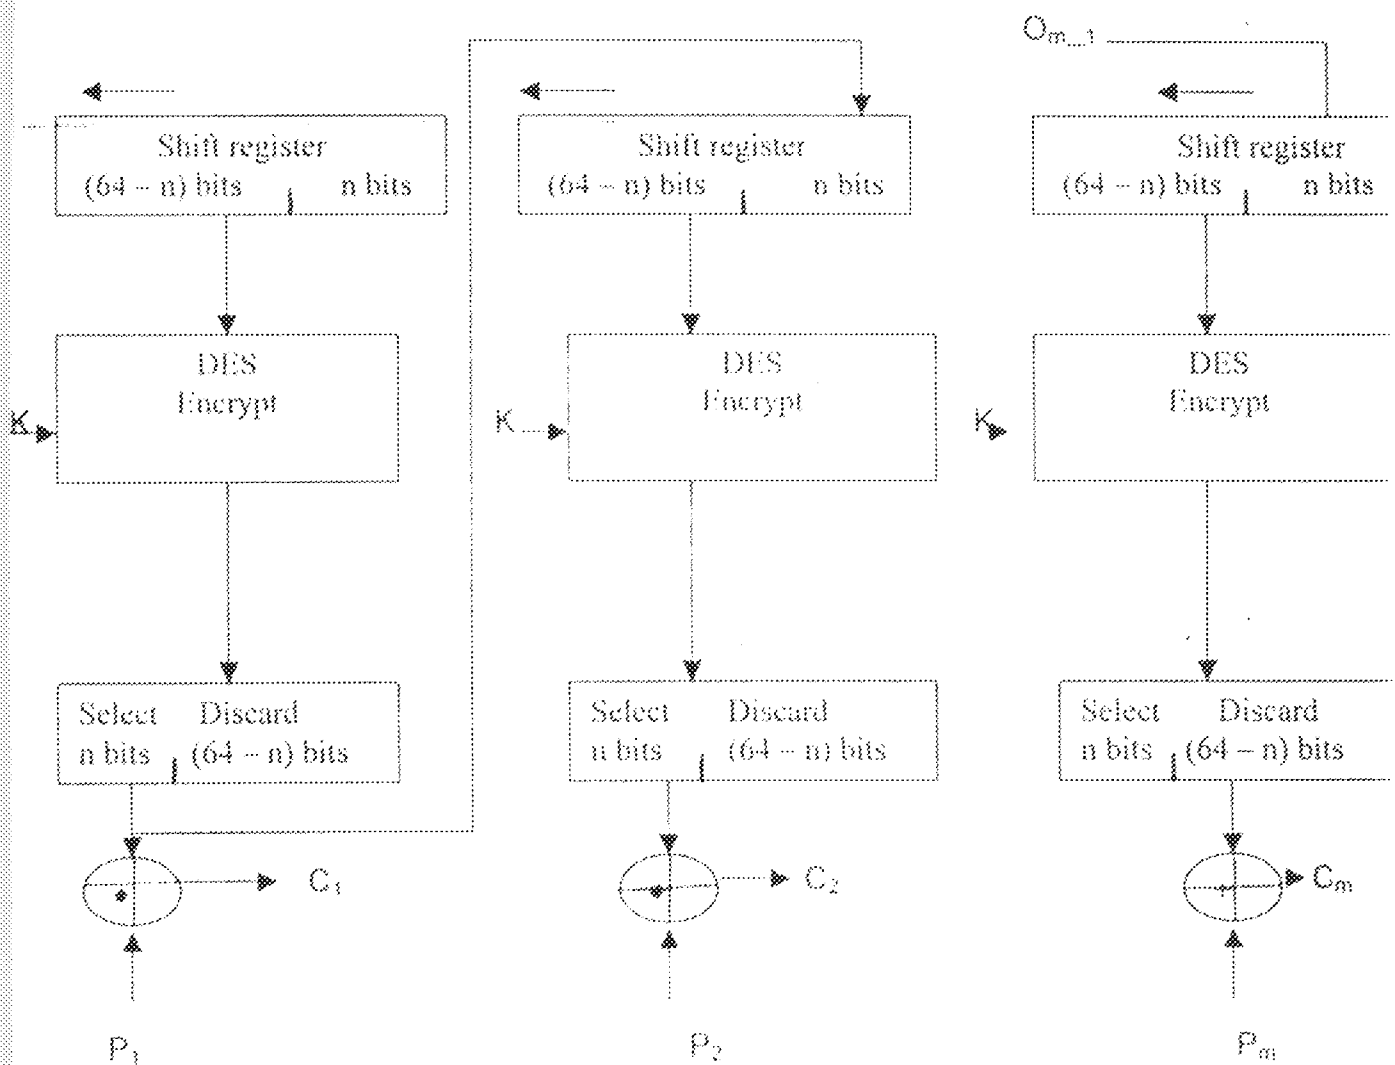 O m-1
Shift register
(64 – n) bits n bits
Shift register
(64 – n) bits n bits
Shift register
(64 – n) bits n bits
DES
Encrypt
K
DES
Encrypt
K
DES
Encrypt
K
Select Discard
n bits (64 – n) bits
Select Discard
n bits (64 – n) bits
Select Discard
n bits (64 – n) bits
C1
C2
Cm
P1
P2
Pm